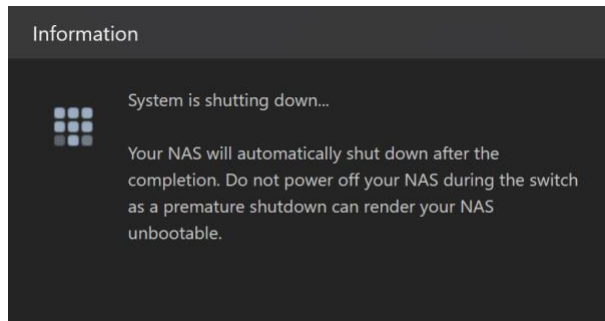 Information
System is shutting down...
Your NAS will automatically shut down after the
completion. Do not power off your NAS during the switch
as a premature shutdown can render your NAS
unbootable.